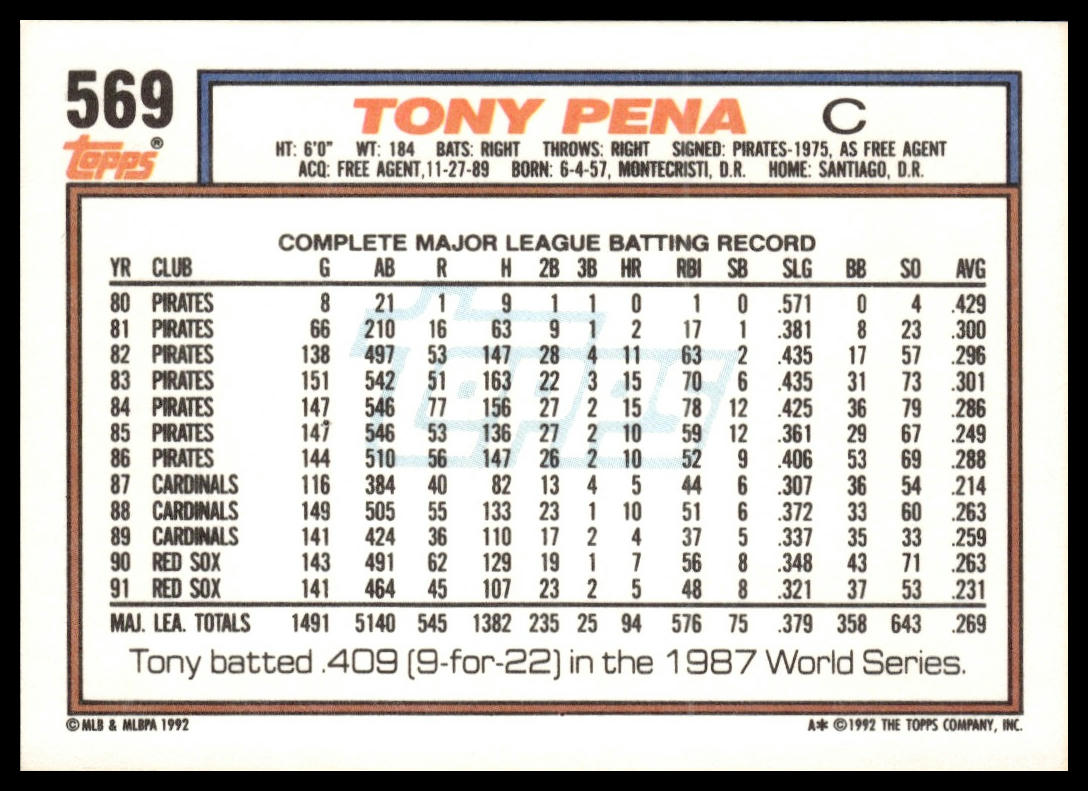 569
TONY PENA C
topps®
HT: 6'0" WT: 184 BATS: RIGHT THROWS: RIGHT SIGNED: PIRATES-1975, AS FREE AGENT
ACQ: FREE AGENT,11-27-89 BORN: 6-4-57, MONTECRISTI, D.R. HOME: SANTIAGO, D.R.
COMPLETE MAJOR LEAGUE BATTING RECORD
YR CLUB G AB R H 2B 3B HR RBI SB SLG BB SO AVG
80 PIRATES 8 21 1 9 1 1 0 1 0 .571 0 4 .429
81 PIRATES 66 210 16 63 9 1 2 17 1 .381 8 23 .300
82 PIRATES 138 497 53 147 28 4 11 63 2 .435 17 57 .296
83 PIRATES 151 542 51 163 22 3 15 70 6 .435 31 73 .301
84 PIRATES 147 546 77 156 27 2 15 78 12 .425 36 79 .286
85 PIRATES 147 546 53 136 27 2 10 59 12 .361 29 67 .249
86 PIRATES 144 510 56 147 26 2 10 52 9 .406 53 69 .288
87 CARDINALS 116 384 40 82 13 4 5 44 6 .307 36 54 .214
88 CARDINALS 149 505 55 133 23 1 10 51 6 .372 33 60 .263
89 CARDINALS 141 424 36 110 17 2 4 37 5 .337 35 33 .259
90 RED SOX 143 491 62 129 19 1 7 56 8 .348 43 71 .263
91 RED SOX 141 464 45 107 23 2 5 48 8 .321 37 53 .231
MAJ. LEA. TOTALS 1491 5140 545 1382 235 25 94 576 75 .379 358 643 .269
topps
Tony batted .409 (9-for-22) in the 1987 World Series.
© MLB & MLBPA 1992
A* © 1992 THE TOPPS COMPANY, INC.